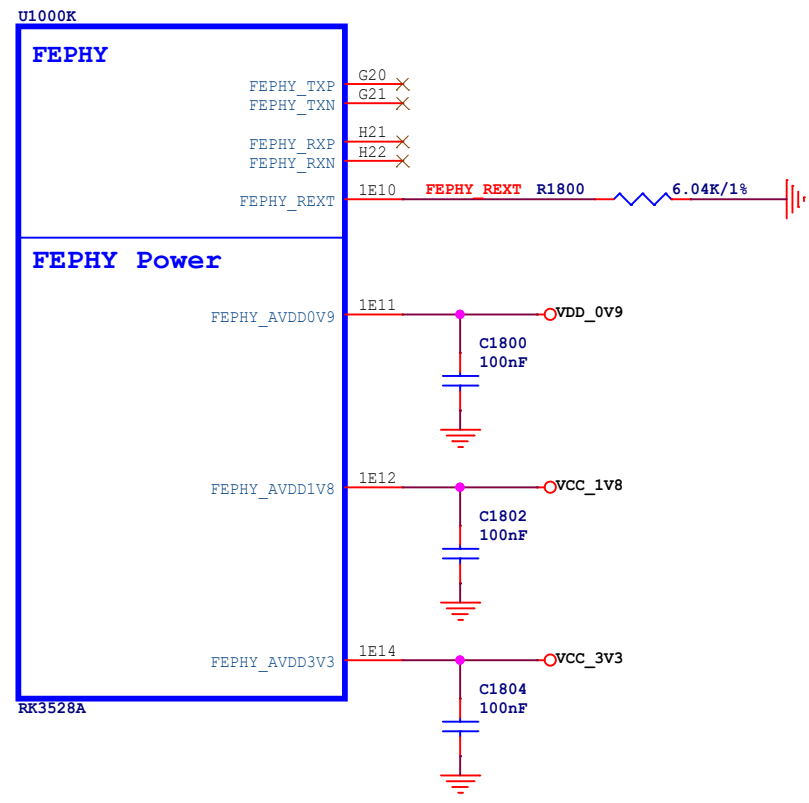 U1000K
FEPHY
FEPHY_TXP G20
FEPHY_TXN G21
FEPHY_RXP H21
FEPHY_RXN H22
FEPHY_REXT 1E10 FEPHY_REXT R1800 6.04K/1%
FEPHY Power
FEPHY_AVDD0V9 1E11 VDD_0V9
C1800
100nF
FEPHY_AVDD1V8 1E12 VCC_1V8
C1802
100nF
FEPHY_AVDD3V3 1E14 VCC_3V3
C1804
100nF
RK3528A